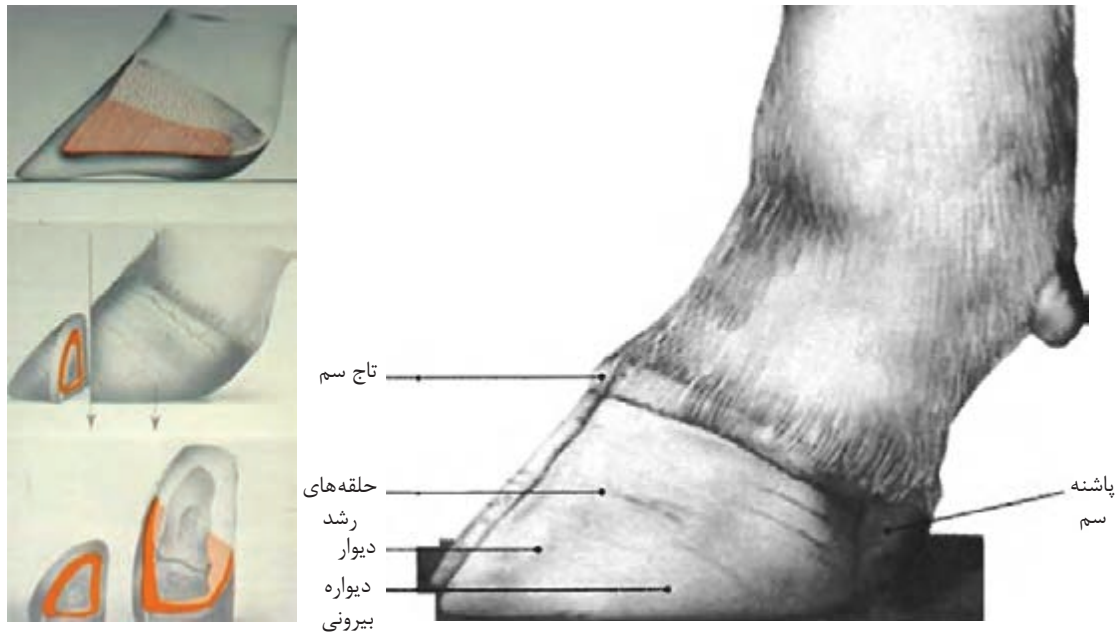 تاج سم
حلقه‌های
رشد
دیوار
دیواره
بیرونی
پاشنه
سم